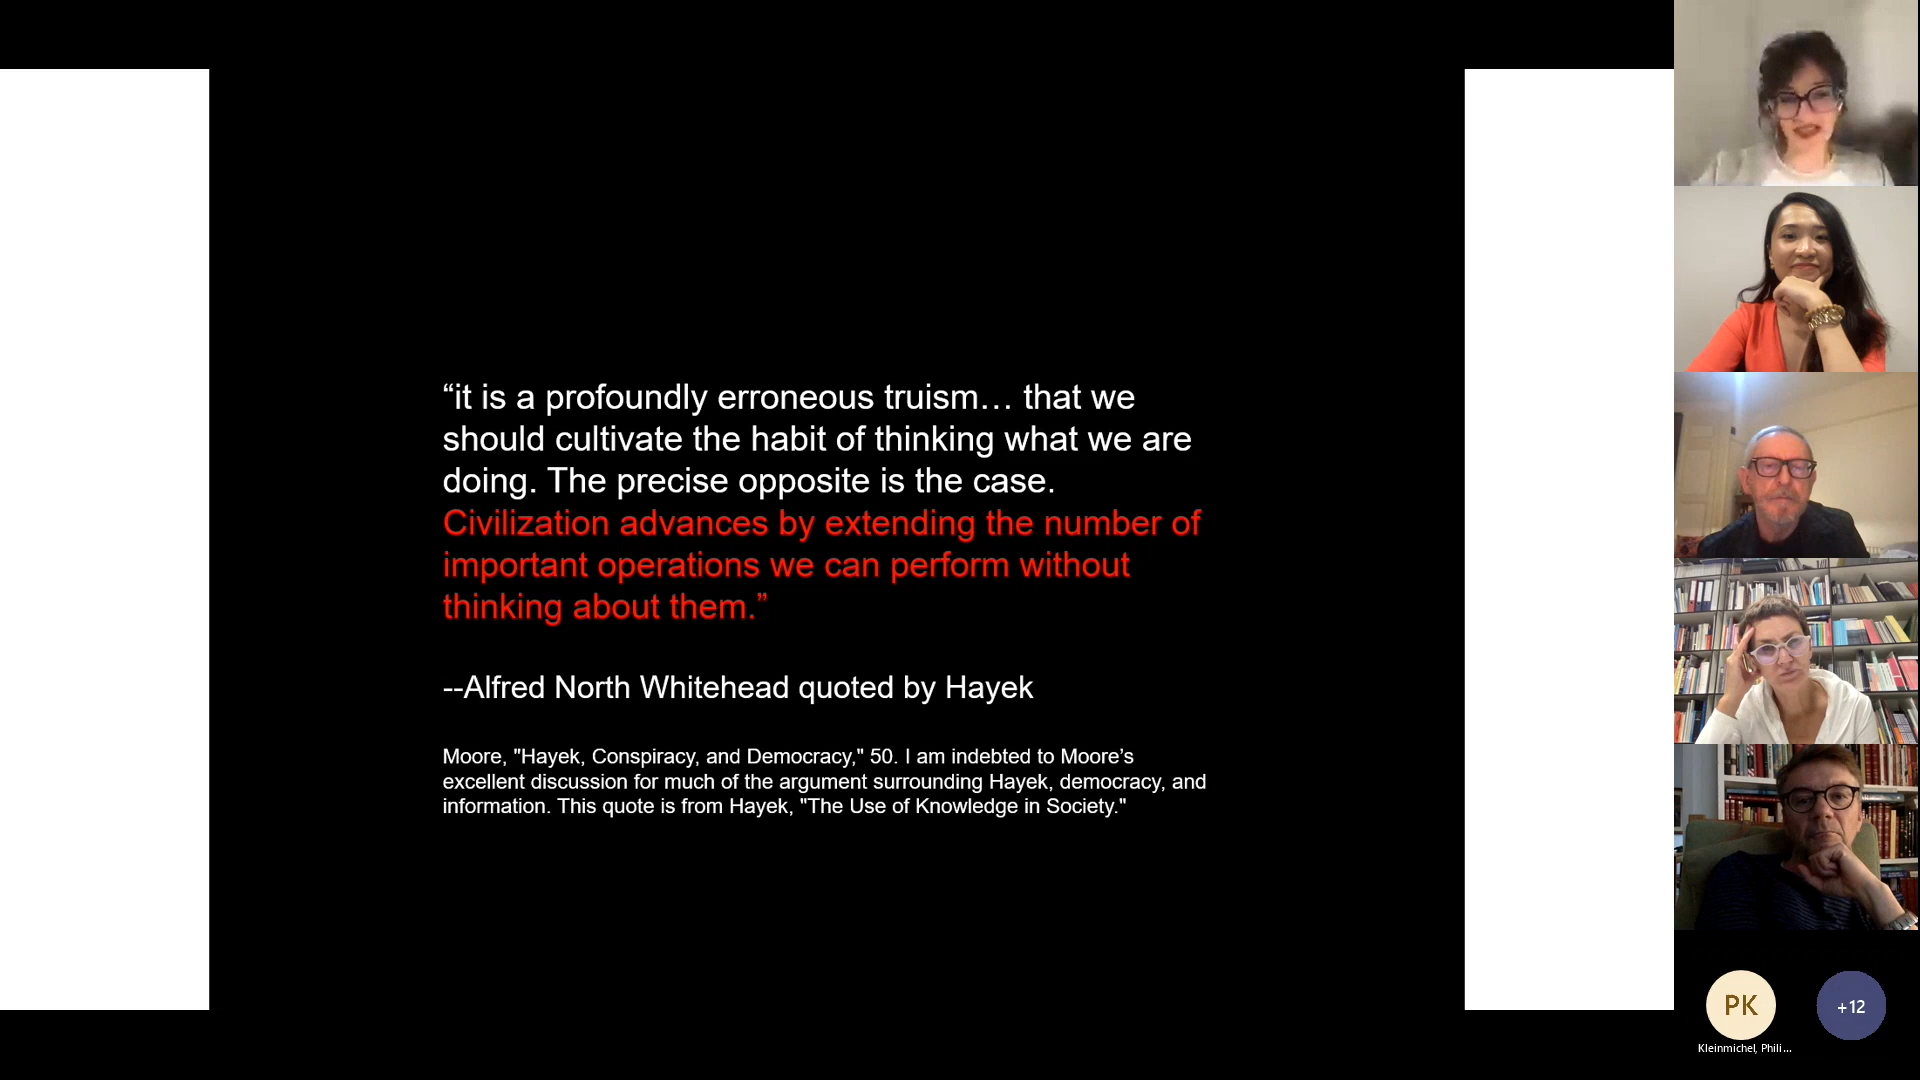 “it is a profoundly erroneous truism… that we
should cultivate the habit of thinking what we are
doing. The precise opposite is the case.
Civilization advances by extending the number of
important operations we can perform without
thinking about them.”
--Alfred North Whitehead quoted by Hayek
Moore, "Hayek, Conspiracy, and Democracy," 50. I am indebted to Moore’s
excellent discussion for much of the argument surrounding Hayek, democracy, and
information. This quote is from Hayek, "The Use of Knowledge in Society."
PK
+12
Kleinmichel, Phili...